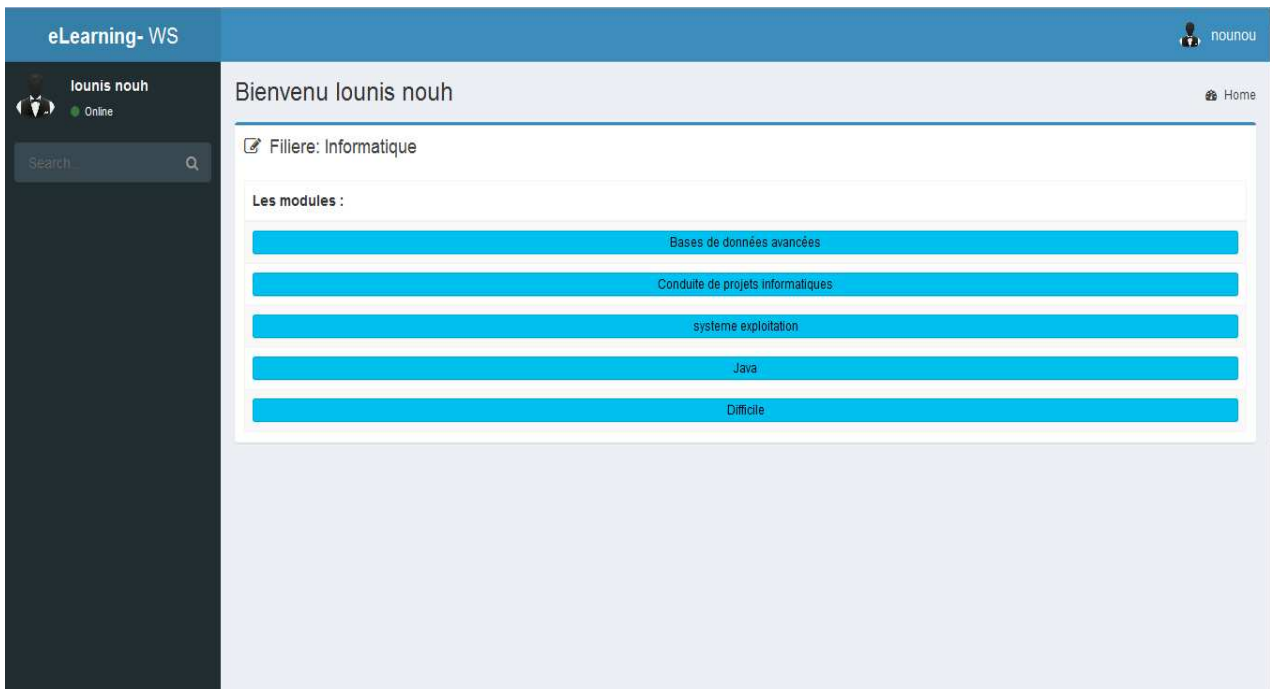 eLearning- WS
nounou
lounis nouh
Online
Search...
Bienvenu lounis nouh
Home
Filiere: Informatique
Les modules :
Bases de données avancées
Conduite de projets informatiques
systeme exploitation
Java
Difficile